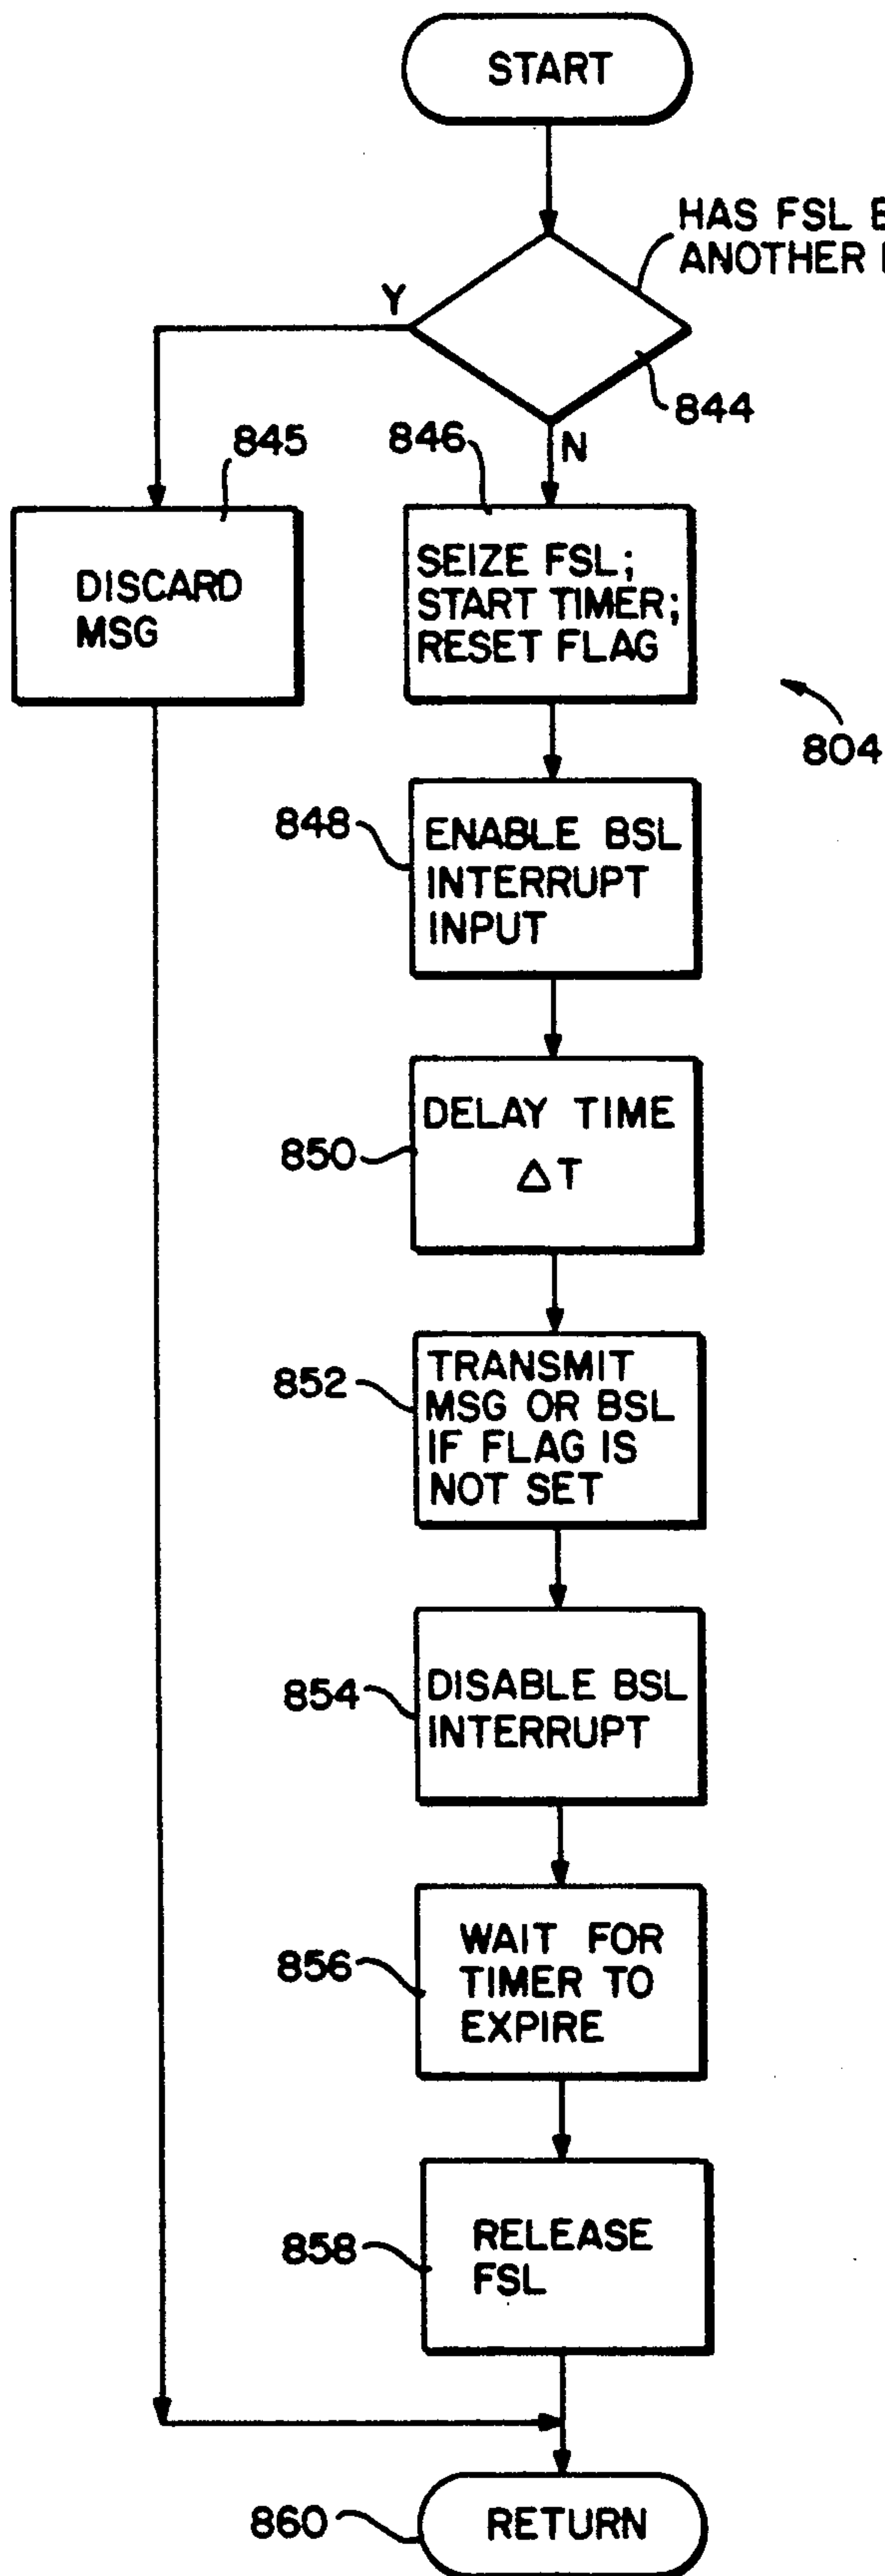 START
HAS FSL
ANOTHER
Y
844
845
846
N
DISCARD
MSG
SEIZE FSL;
START TIMER;
RESET FLAG
804
848
ENABLE BSL
INTERRUPT
INPUT
850
DELAY TIME
ΔT
852
TRANSMIT
MSG OR BSL
IF FLAG IS
NOT SET
854
DISABLE BSL
INTERRUPT
856
WAIT FOR
TIMER TO
EXPIRE
858
RELEASE
FSL
860
RETURN